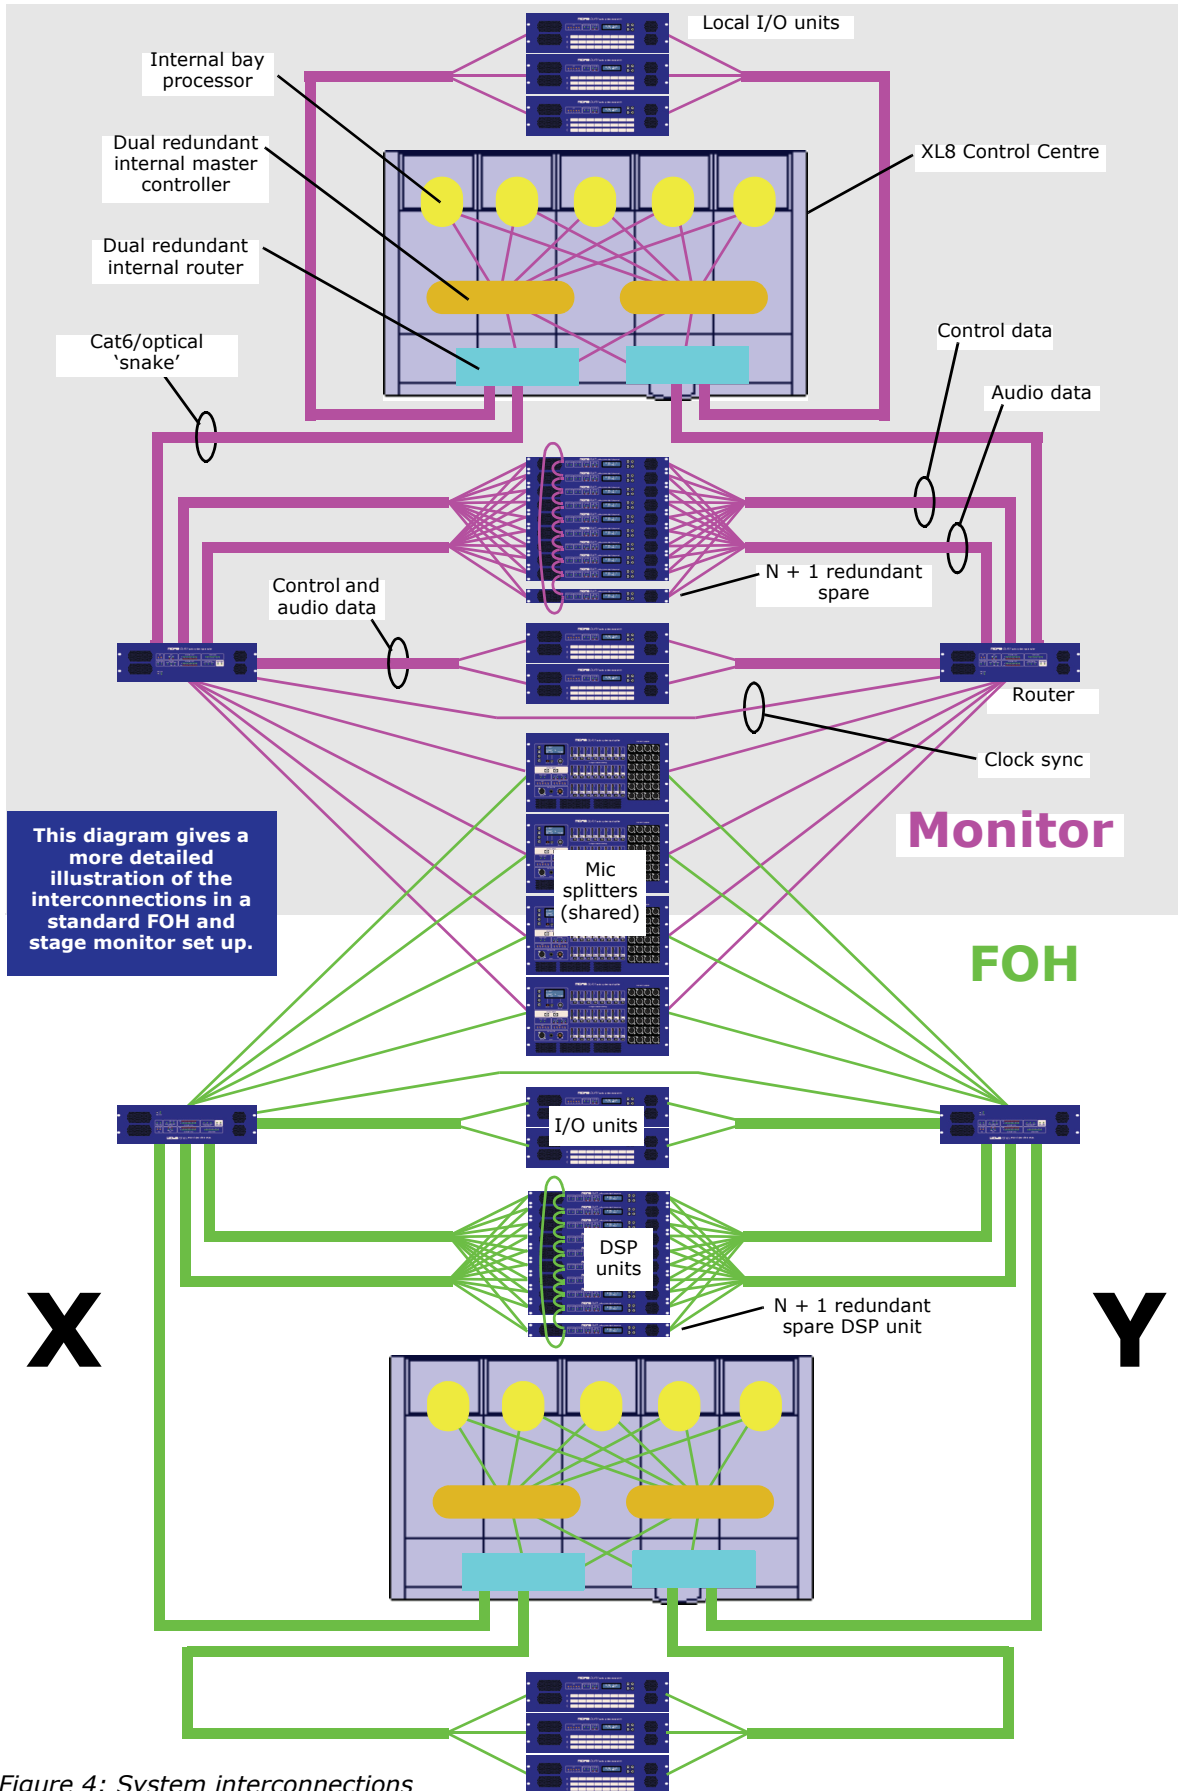 Local I/O units
Internal bay
processor
Dual redundant
internal master
controller
XL8 Control Centre
Dual redundant
internal router
Cat6/optical
‘snake’
Control data
Audio data
N + 1 redundant
spare
Control and
audio data
Router
Clock sync
Monitor
This diagram gives a
more detailed
illustration of the
interconnections in a
standard FOH and
stage monitor set up.
Mic
splitters
(shared)
FOH
I/O units
DSP
units
X
Y
N + 1 redundant
spare DSP unit
Figure 4: System interconnections